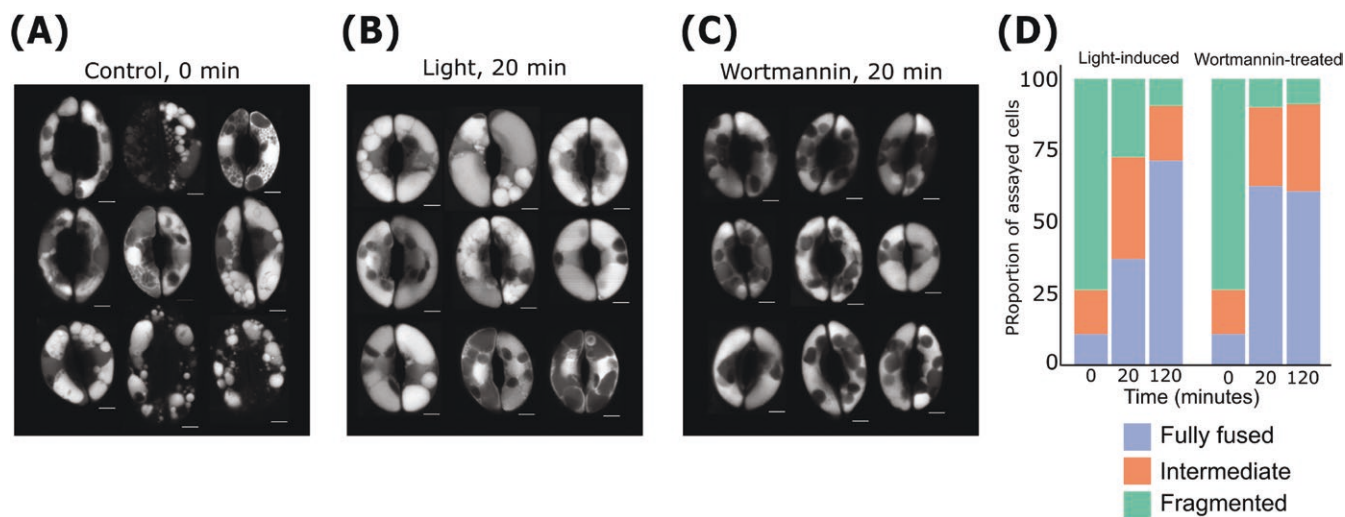 (A)
Control, 0 min
(B)
Light, 20 min
(C)
Wortmannin, 20 min
(D)
Light-induced
Wortmannin-treated
PRoportion of assayed cells
100
75
50
25
0
0 20 120
0 20 120
Time (minutes)
Fully fused
Intermediate
Fragmented